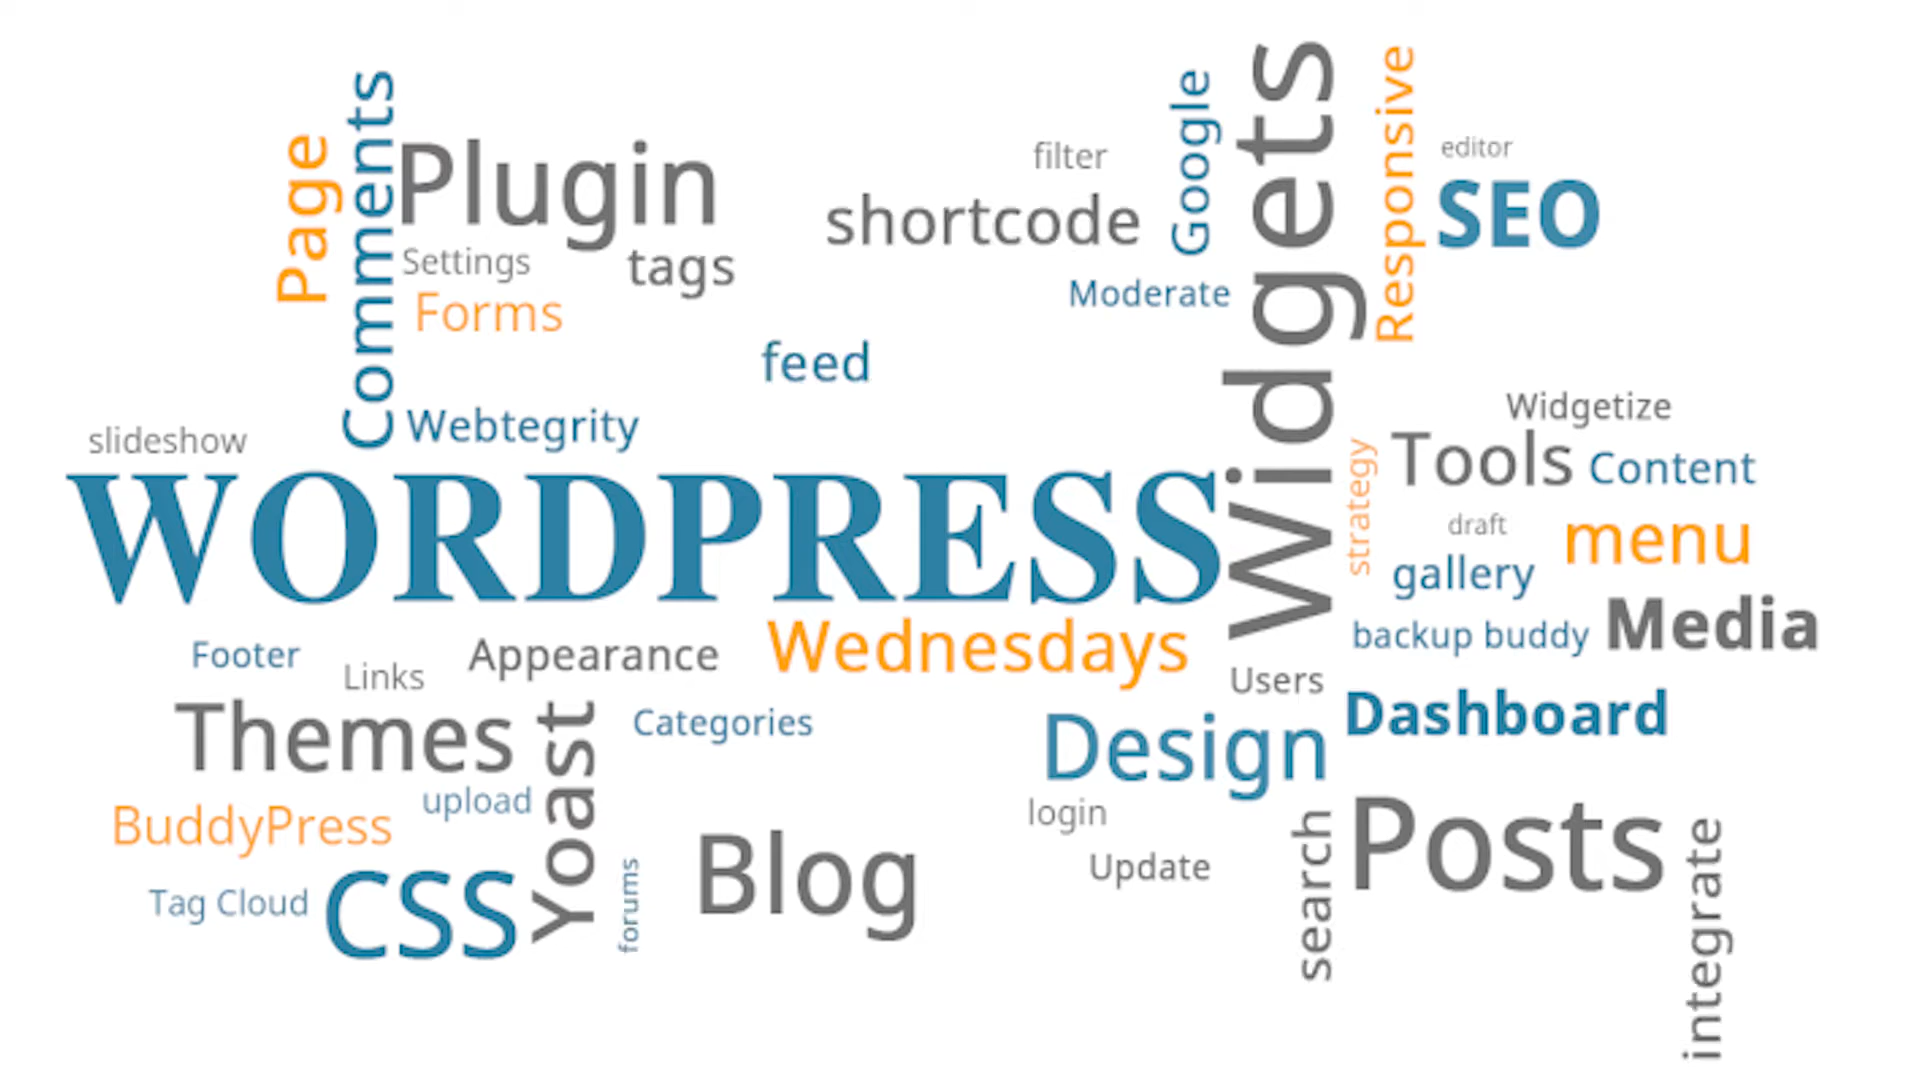 Page
Comments
Plugin
Settings
tags
Forms
filter
shortcode
Google
Moderate
Widgets
Responsive
editor
SEO
feed
slideshow
Webtegrity
WORDPRESS
Wednesdays
Widgetize
strategy
Tools
Content
draft
menu
gallery
backup buddy
Media
Footer
Links
Appearance
Users
Themes
Yoast
Categories
Design
Dashboard
BuddyPress
upload
Tag Cloud
CSS
forums
Blog
login
Update
search
Posts
integrate